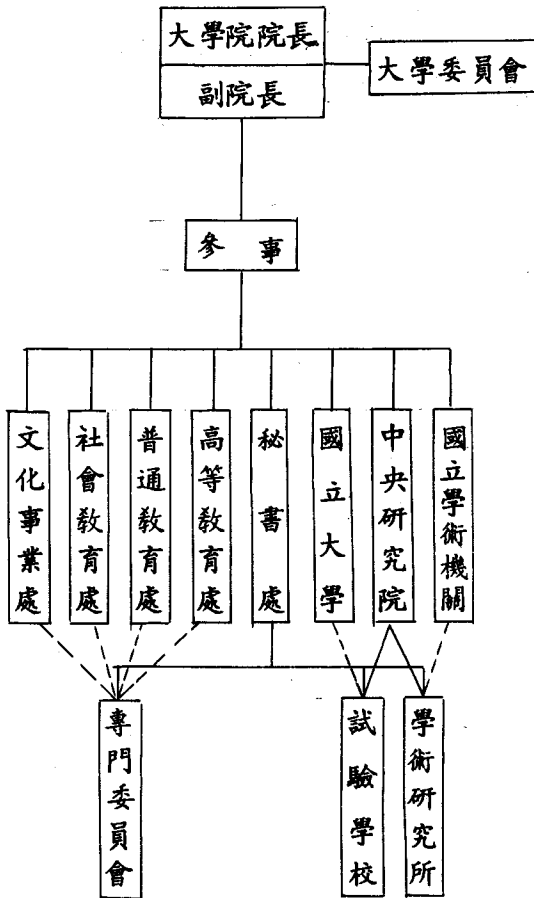 大學院院長
副院長
大學委員會
參事
文化事業處
社會教育處
普通教育處
高等教育處
秘書處
國立大學
中央研究院
國立學術機關
專門委員會
試驗學校
學術研究所